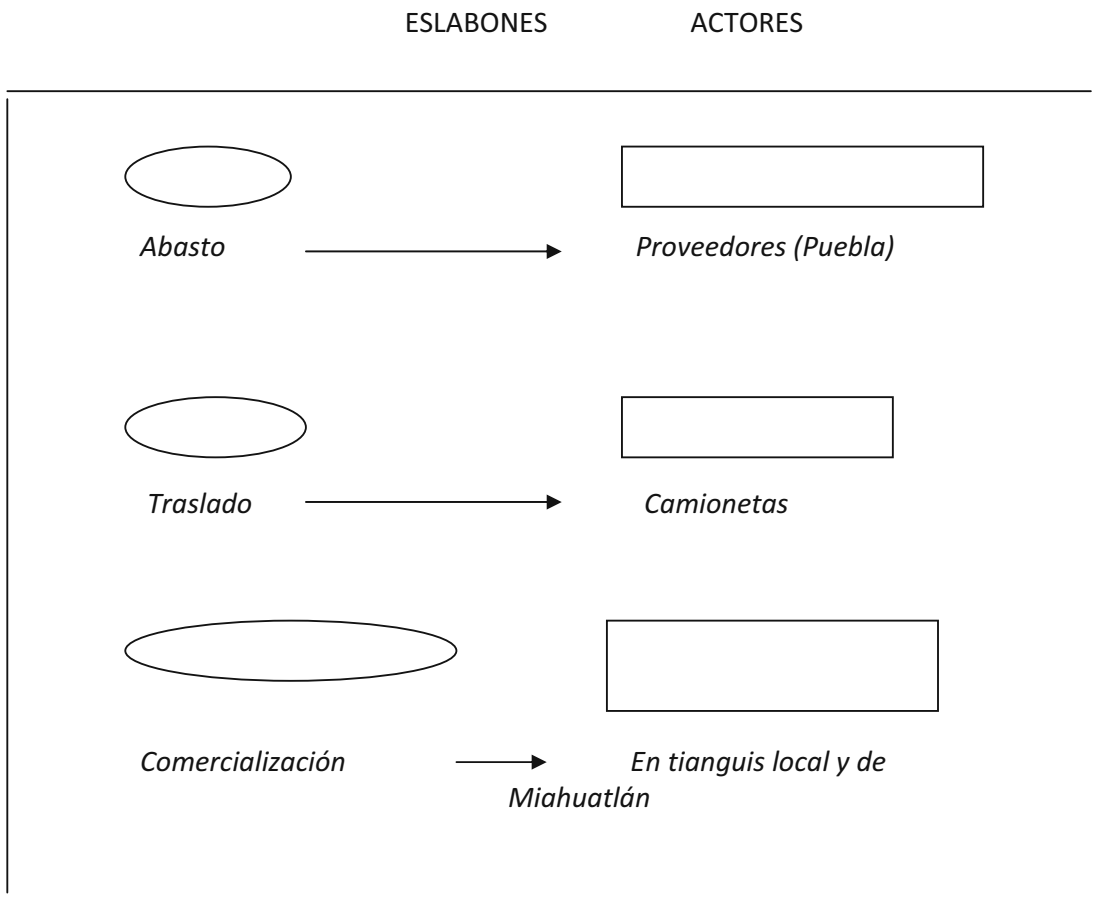 ESLABONES ACTORES
Abasto Proveedores (Puebla)
Traslado Camionetas
Comercialización En tianguis local y de
Miahuatlán